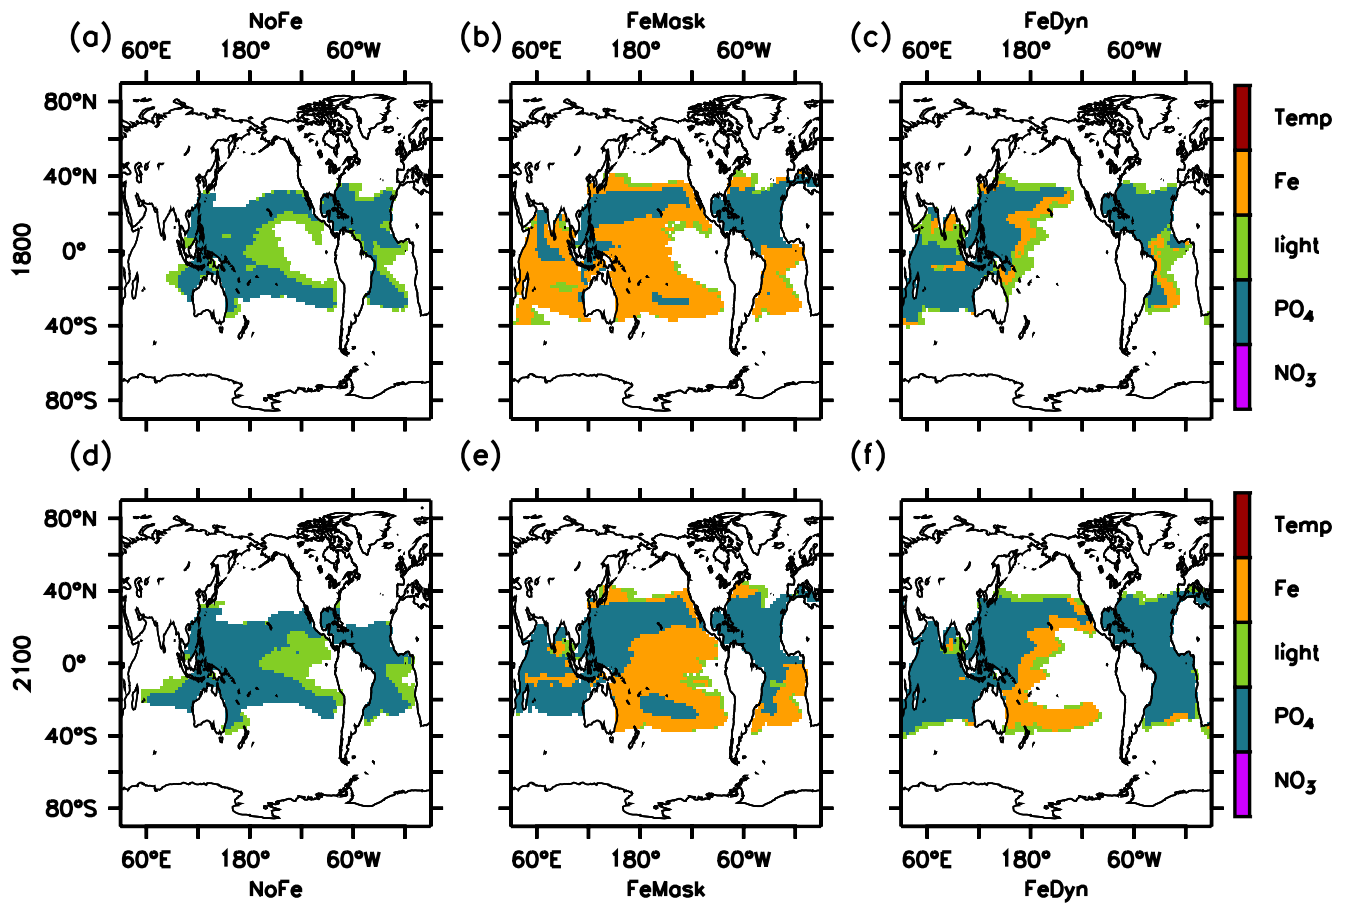 NoFe FeMask FeDyn
(a) (b) (c)
60°E 180° 60°W 60°E 180° 60°W 60°E 180° 60°W
80°N
40°N
0°
40°S
80°S
1800
Temp
Fe
light
PO4
NO3
(d) (e) (f)
80°N
40°N
0°
40°S
80°S
2100
Temp
Fe
light
PO4
NO3
60°E 180° 60°W 60°E 180° 60°W 60°E 180° 60°W
NoFe FeMask FeDyn